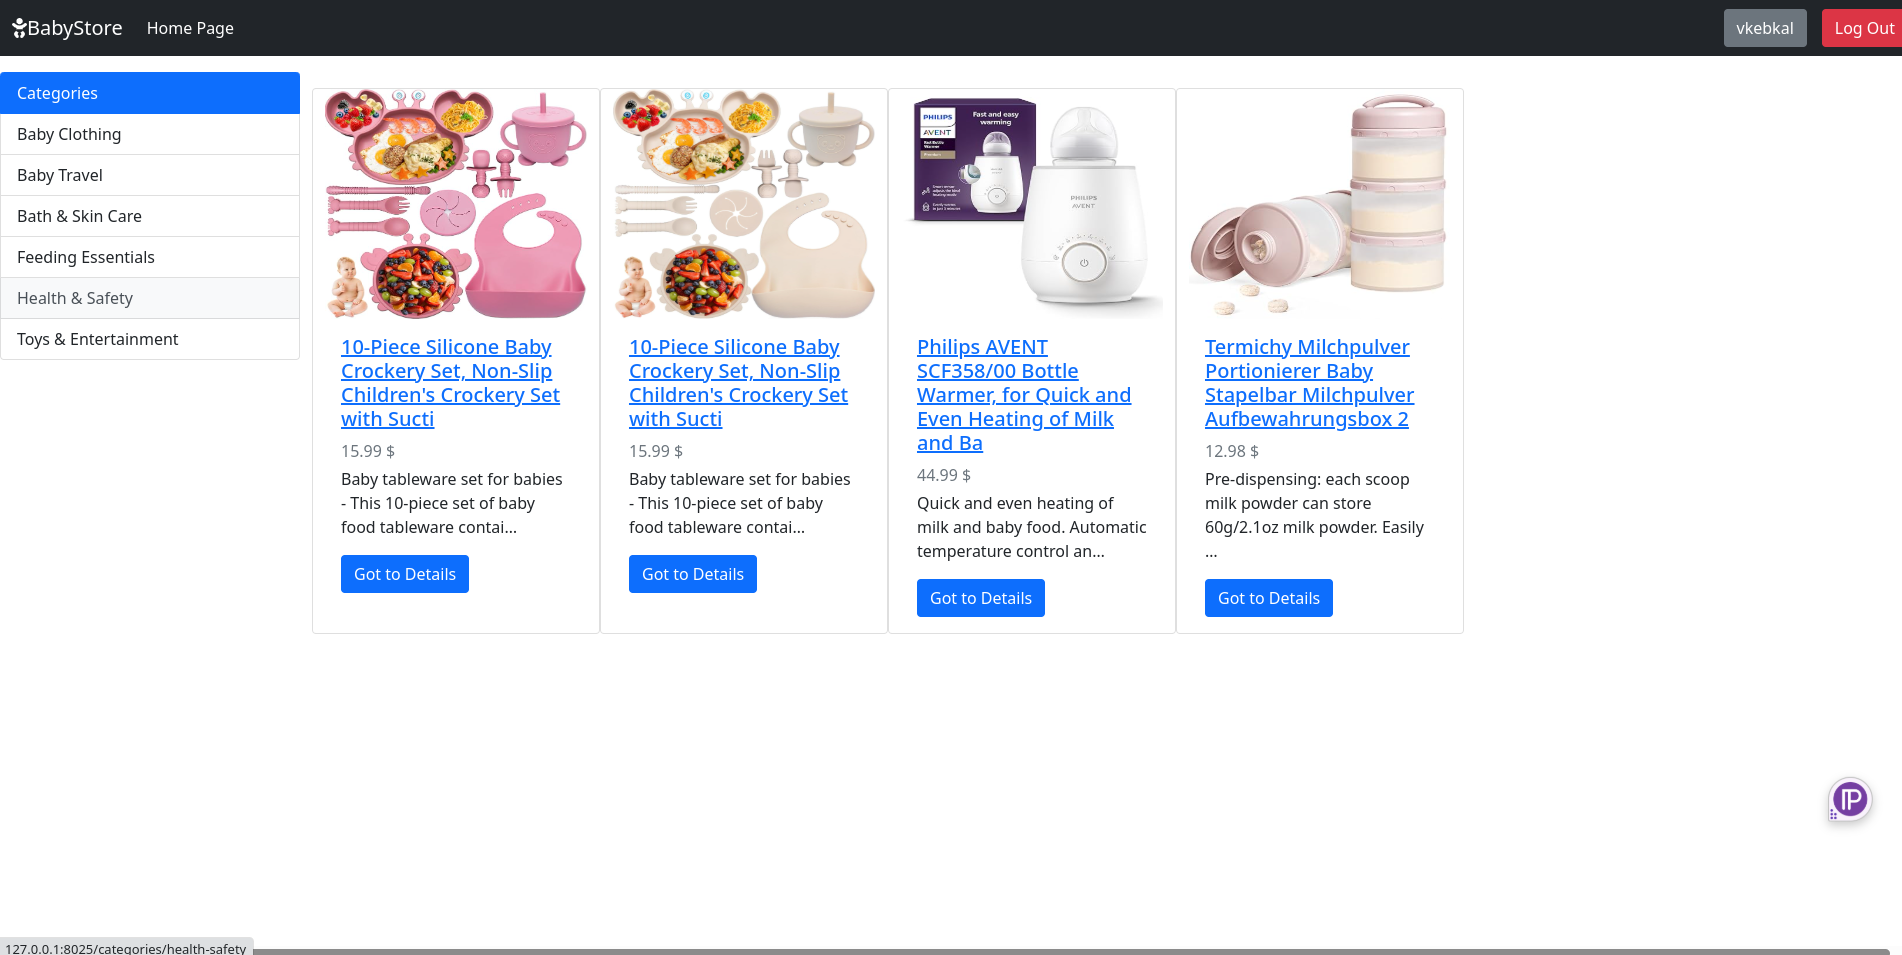 BabyStore
Home Page
vkebkal
Log Out
Categories
Baby Clothing
Baby Travel
Bath & Skin Care
Feeding Essentials
Health & Safety
Toys & Entertainment
10-Piece Silicone Baby
Crockery Set, Non-Slip
Children's Crockery Set
with Sucti
15.99 $
Baby tableware set for babies
- This 10-piece set of baby
food tableware contai...
Got to Details
10-Piece Silicone Baby
Crockery Set, Non-Slip
Children's Crockery Set
with Sucti
15.99 $
Baby tableware set for babies
- This 10-piece set of baby
food tableware contai...
Got to Details
PHILIPS
AVENT
Fast and easy
warming
PHILIPS
AVENT
Philips AVENT
SCF358/00 Bottle
Warmer, for Quick and
Even Heating of Milk
and Ba
44.99 $
Quick and even heating of
milk and baby food. Automatic
temperature control an...
Got to Details
Termichy Milchpulver
Portionierer Baby
Stapelbar Milchpulver
Aufbewahrungsbox 2
12.98 $
Pre-dispensing: each scoop
milk powder can store
60g/2.1oz milk powder. Easily
...
Got to Details
127.0.0.1:8025/categories/health-safety